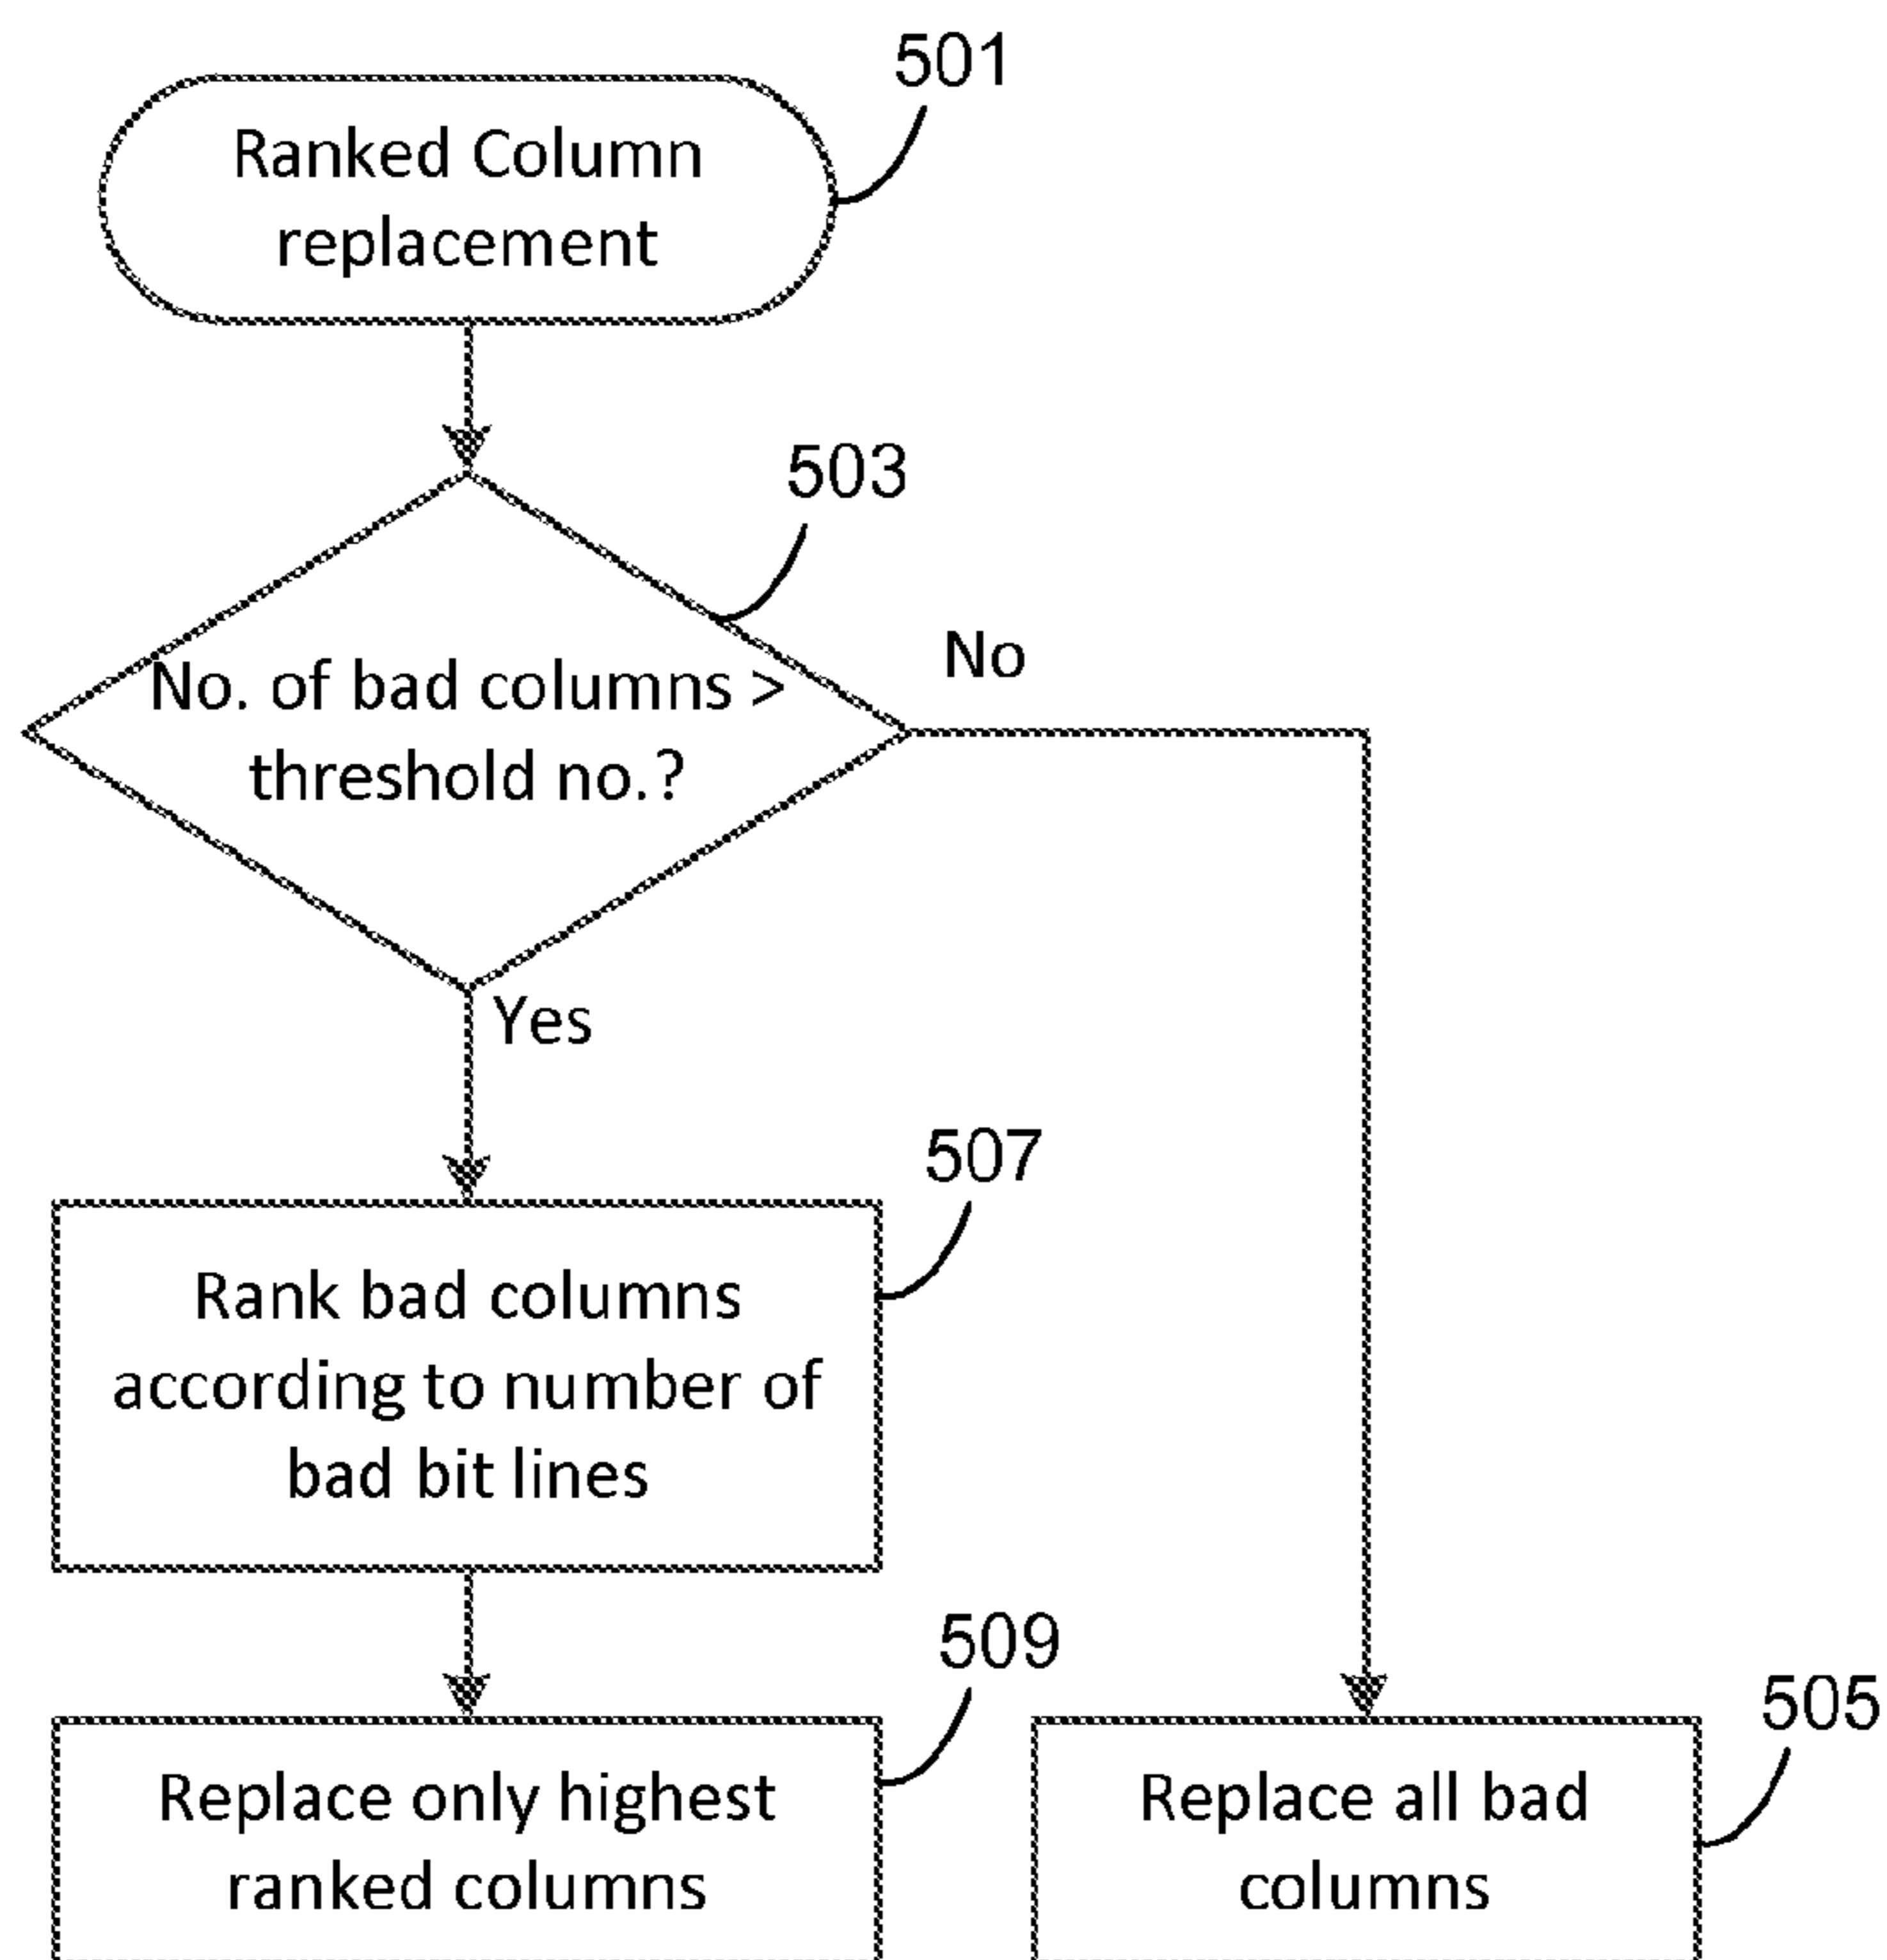 501
Ranked Column
replacement
503
No. of bad columns >
threshold no.?
No
Yes
507
Rank bad columns
according to number of
bad bit lines
509
Replace only highest
ranked columns
505
Replace all bad
columns